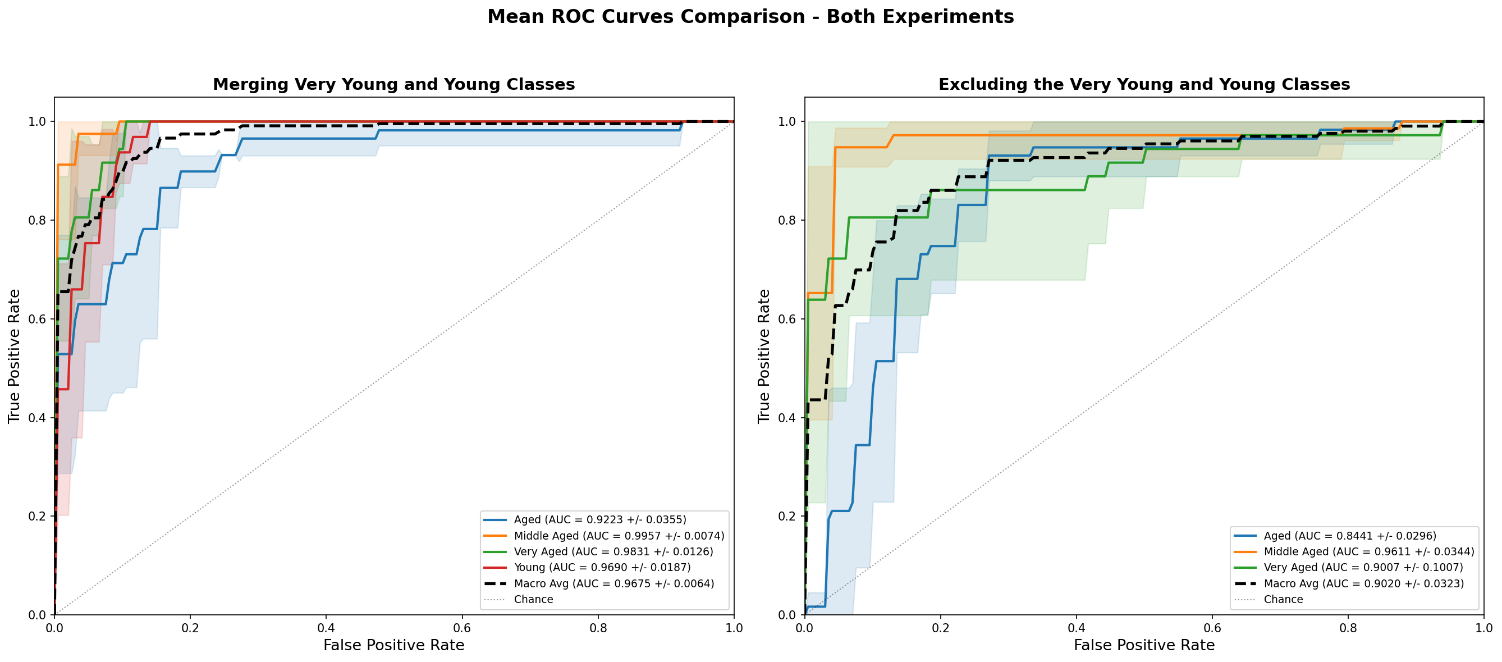 Mean ROC Curves Comparison - Both Experiments
Merging Very Young and Young Classes
True Positive Rate
1.0
0.8
0.6
0.4
0.2
0.0
0.0 0.2 0.4 0.6 0.8 1.0
False Positive Rate
Aged (AUC = 0.9223 +/- 0.0355)
Middle Aged (AUC = 0.9957 +/- 0.0074)
Very Aged (AUC = 0.9831 +/- 0.0126)
Young (AUC = 0.9690 +/- 0.0187)
Macro Avg (AUC = 0.9675 +/- 0.0064)
Chance
Excluding the Very Young and Young Classes
True Positive Rate
1.0
0.8
0.6
0.4
0.2
0.0
0.0 0.2 0.4 0.6 0.8 1.0
False Positive Rate
Aged (AUC = 0.8441 +/- 0.0296)
Middle Aged (AUC = 0.9611 +/- 0.0344)
Very Aged (AUC = 0.9007 +/- 0.1007)
Macro Avg (AUC = 0.9020 +/- 0.0323)
Chance